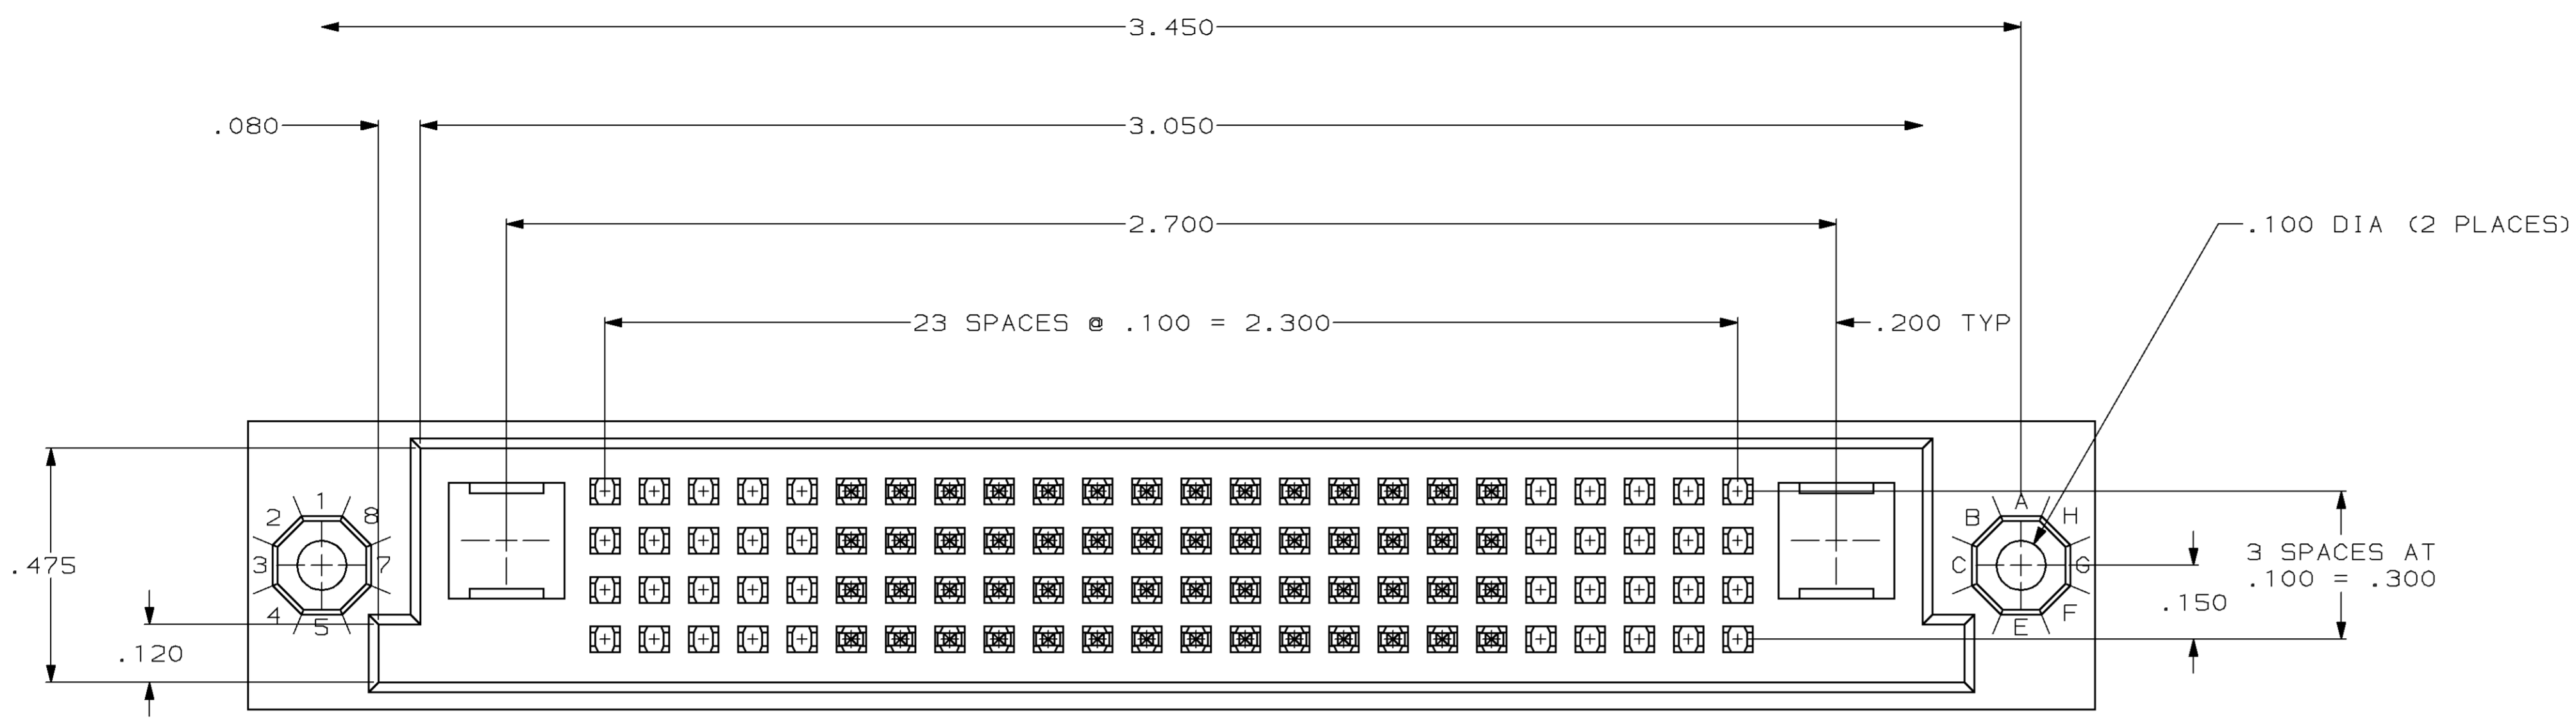 3.450
.080
3.050
2.700
.100 DIA (2 PLACES)
23 SPACES @ .100 = 2.300
.200 TYP
1
2
8
3
7
4
5
A
B
H
C
G
F
E
.475
3 SPACES AT
.100 = .300
.150
.120